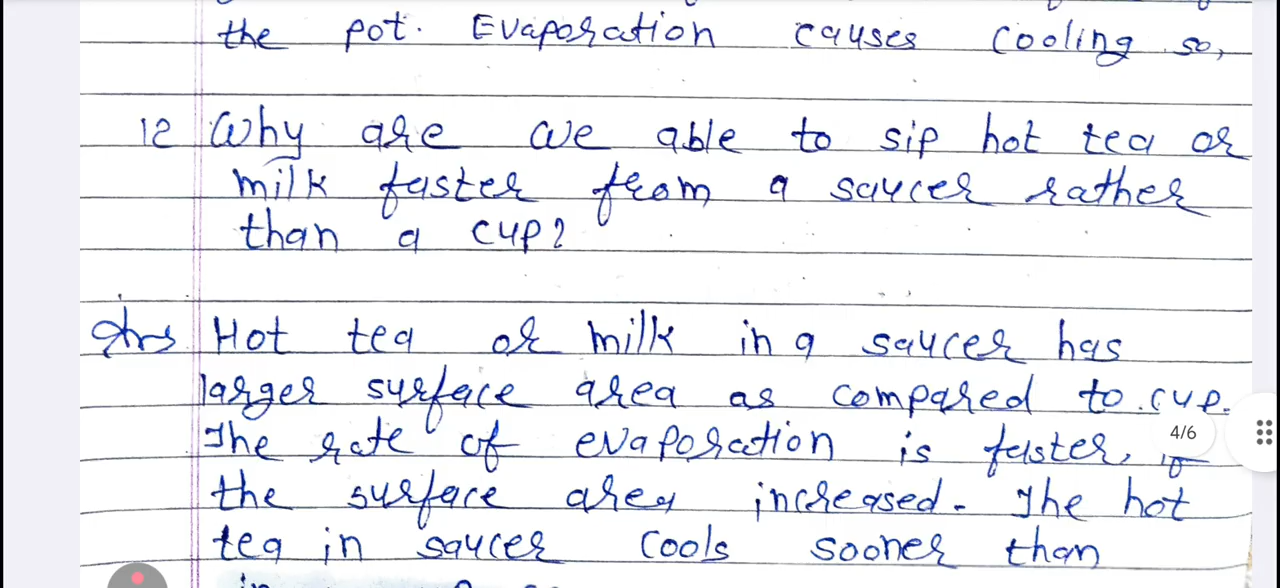 the pot. Evaporation causes cooling so,
12 Why are we able to sip hot tea or
milk faster from a saucer rather
than a cup?
Ans Hot tea or milk in a saucer has
larger surface area as compared to cup.
The rate of evaporation is faster, if
the surface area increased. The hot
tea in saucer cools sooner than
in
4/6